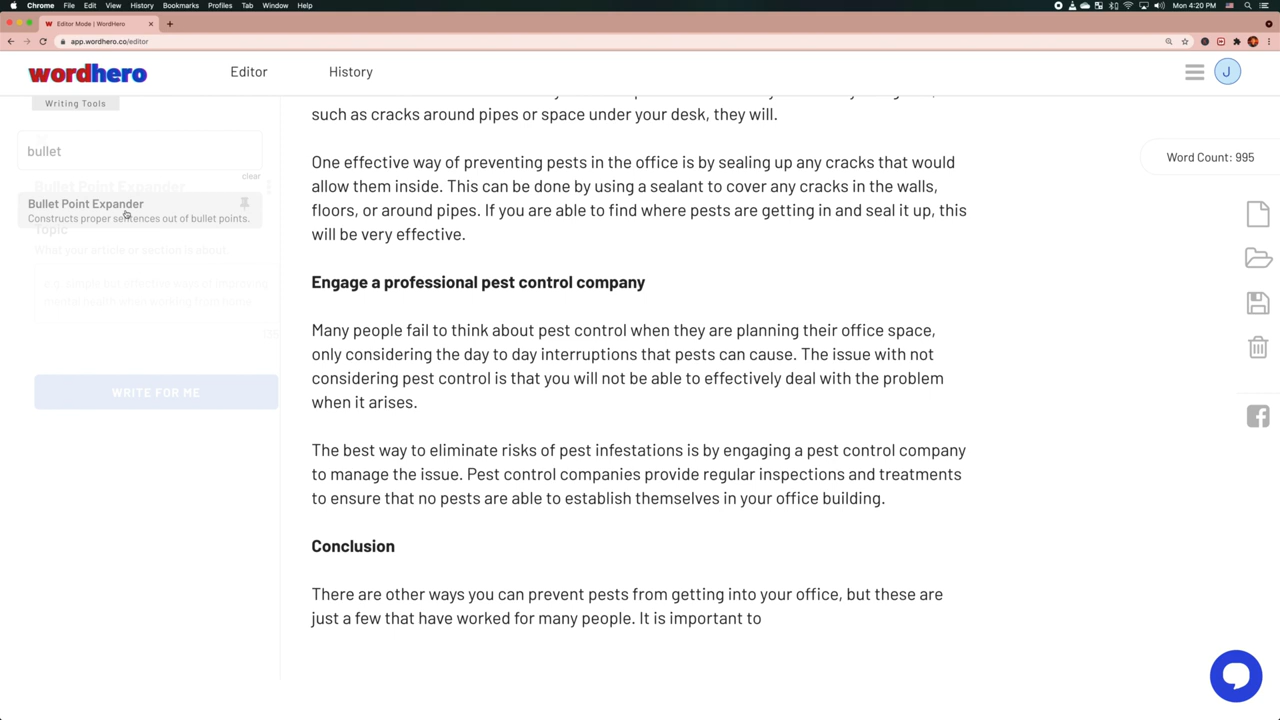 Chrome File Edit View History Bookmarks Profiles Tab Window Help
Mon 4:20 PM
Editor Mode | WordHero
app.wordhero.co/editor
wordhero
Editor
History
J
Writing Tools
bullet
clear
Bullet Point Expander
Bullet Point Expander
Constructs proper sentences out of bullet points.
Topic
What your article or section is about.
WRITE FOR ME
such as cracks around pipes or space under your desk, they will.
One effective way of preventing pests in the office is by sealing up any cracks that would
allow them inside. This can be done by using a sealant to cover any cracks in the walls,
floors, or around pipes. If you are able to find where pests are getting in and seal it up, this
will be very effective.
Engage a professional pest control company
Many people fail to think about pest control when they are planning their office space,
only considering the day to day interruptions that pests can cause. The issue with not
considering pest control is that you will not be able to effectively deal with the problem
when it arises.
The best way to eliminate risks of pest infestations is by engaging a pest control company
to manage the issue. Pest control companies provide regular inspections and treatments
to ensure that no pests are able to establish themselves in your office building.
Conclusion
There are other ways you can prevent pests from getting into your office, but these are
just a few that have worked for many people. It is important to
Word Count: 995